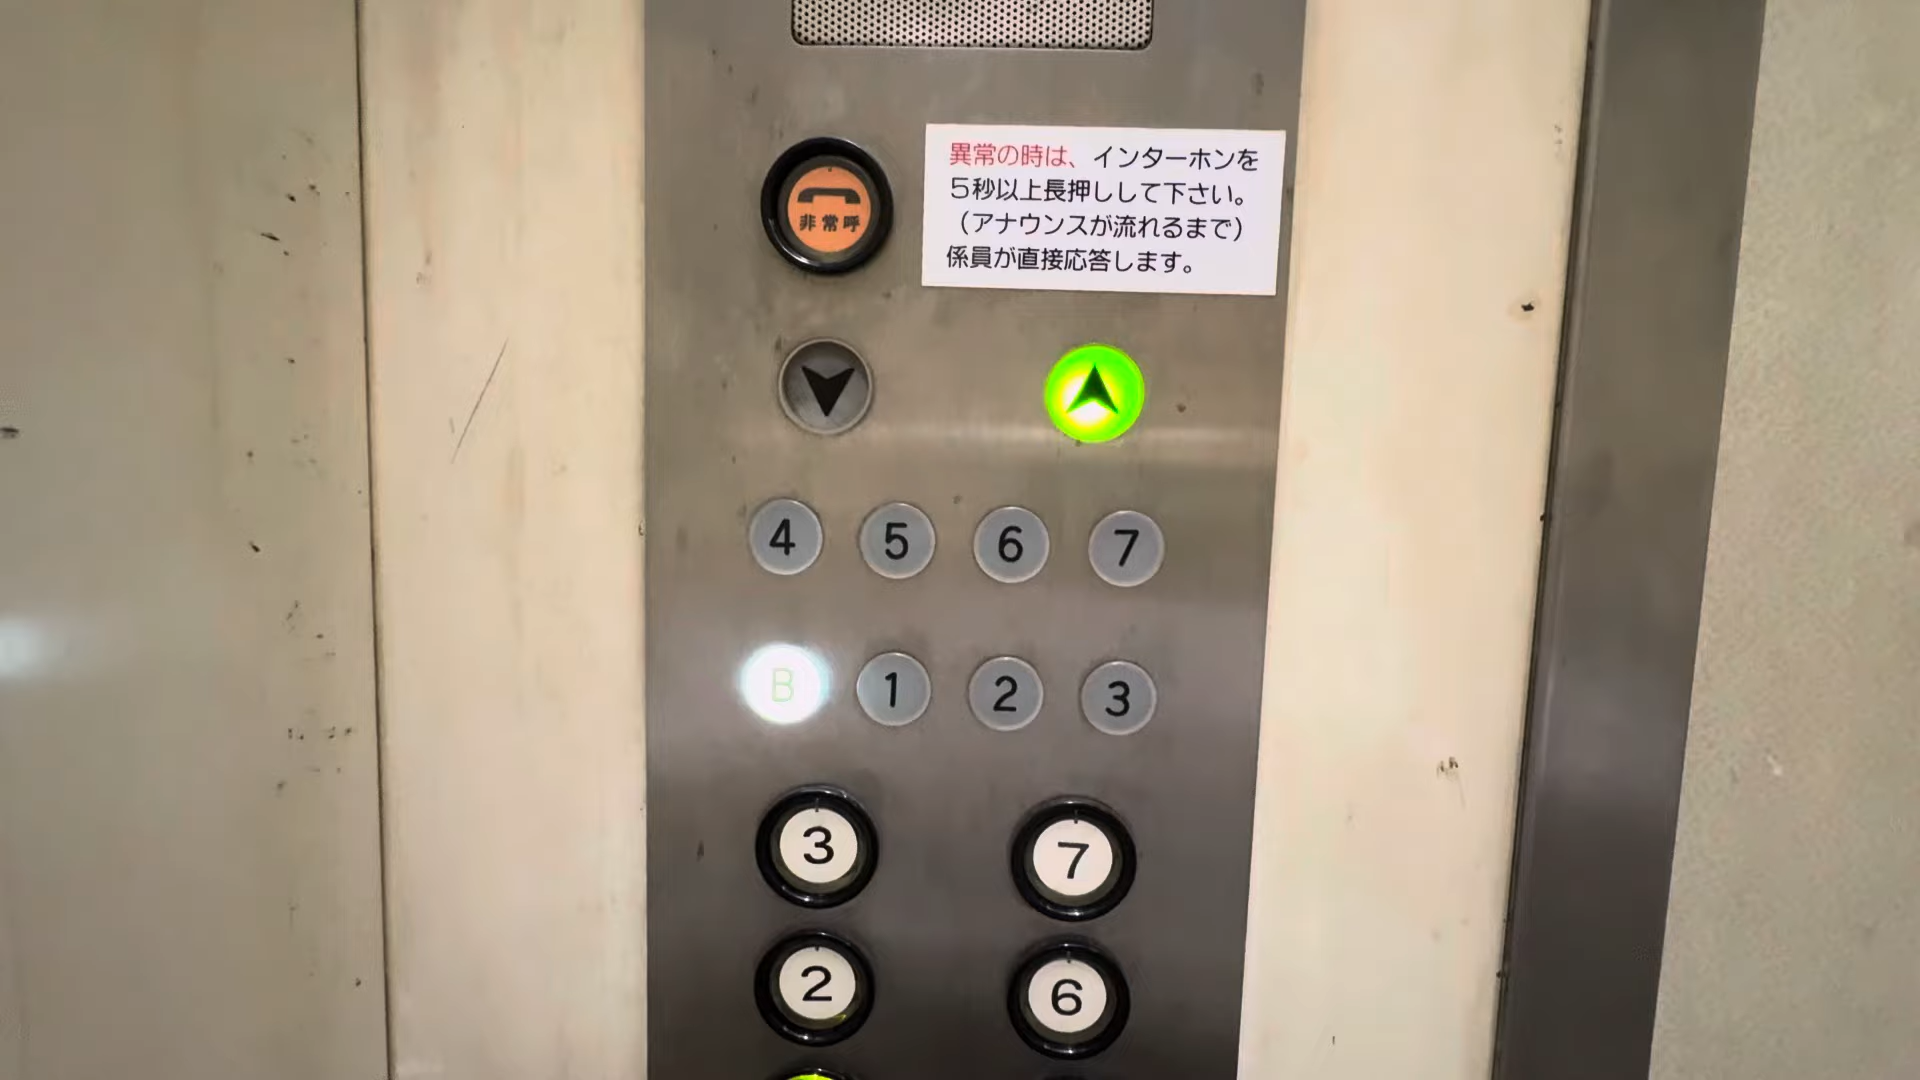 非常呼
異常の時は、インターホンを
5秒以上長押しして下さい。
（アナウンスが流れるまで）
係員が直接応答します。
4 5 6 7
B 1 2 3
3 7
2 6